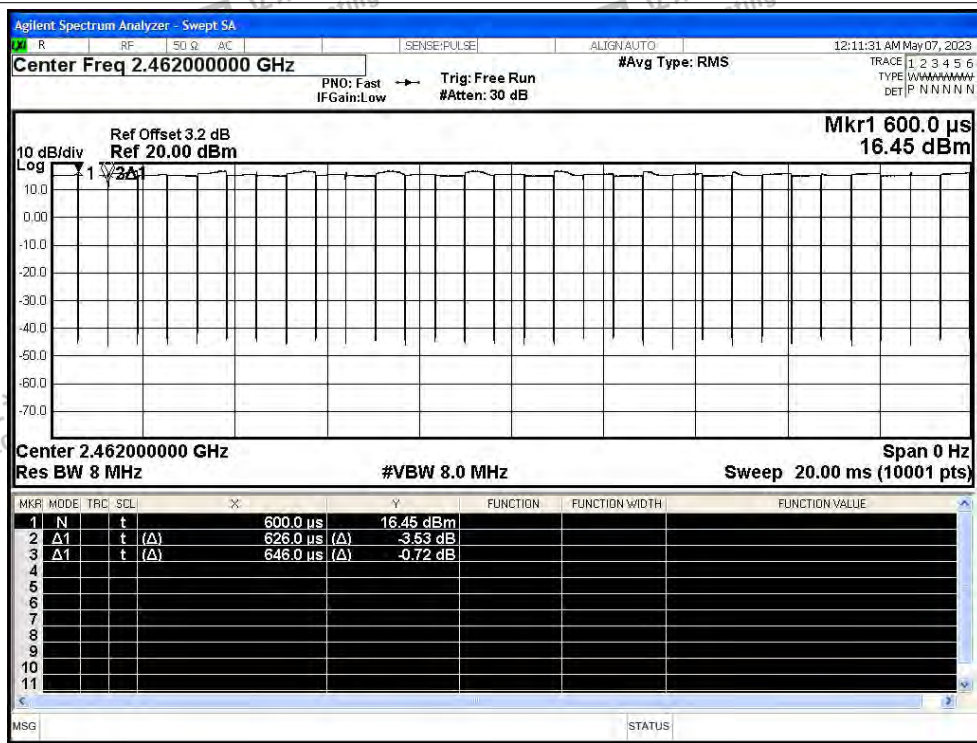 Agilent Spectrum Analyzer - Swept SA
R RF 50 Ω AC SENSE:PULSE ALIGN AUTO 12:11:31 AM May 07, 2023
Center Freq 2.462000000 GHz #Avg Type: RMS TRACE 1 2 3 4 5 6
PNO: Fast Trig: Free Run TYPE WWWWWW
IFGain:Low #Atten: 30 dB DET P N N N N N
Mkr1 600.0 µs
Ref Offset 3.2 dB
10 dB/div Ref 20.00 dBm 16.45 dBm
Log
1 3Δ1
10.0
0.00
-10.0
-20.0
-30.0
-40.0
-50.0
-60.0
-70.0
Center 2.462000000 GHz Span 0 Hz
Res BW 8 MHz #VBW 8.0 MHz Sweep 20.00 ms (10001 pts)
MKR MODE TRC SCL X Y FUNCTION FUNCTION WIDTH FUNCTION VALUE
1 N t 600.0 µs 16.45 dBm
2 Δ1 t (Δ) 626.0 µs (Δ) -3.53 dB
3 Δ1 t (Δ) 646.0 µs (Δ) -0.72 dB
4
5
6
7
8
9
10
11
MSG STATUS